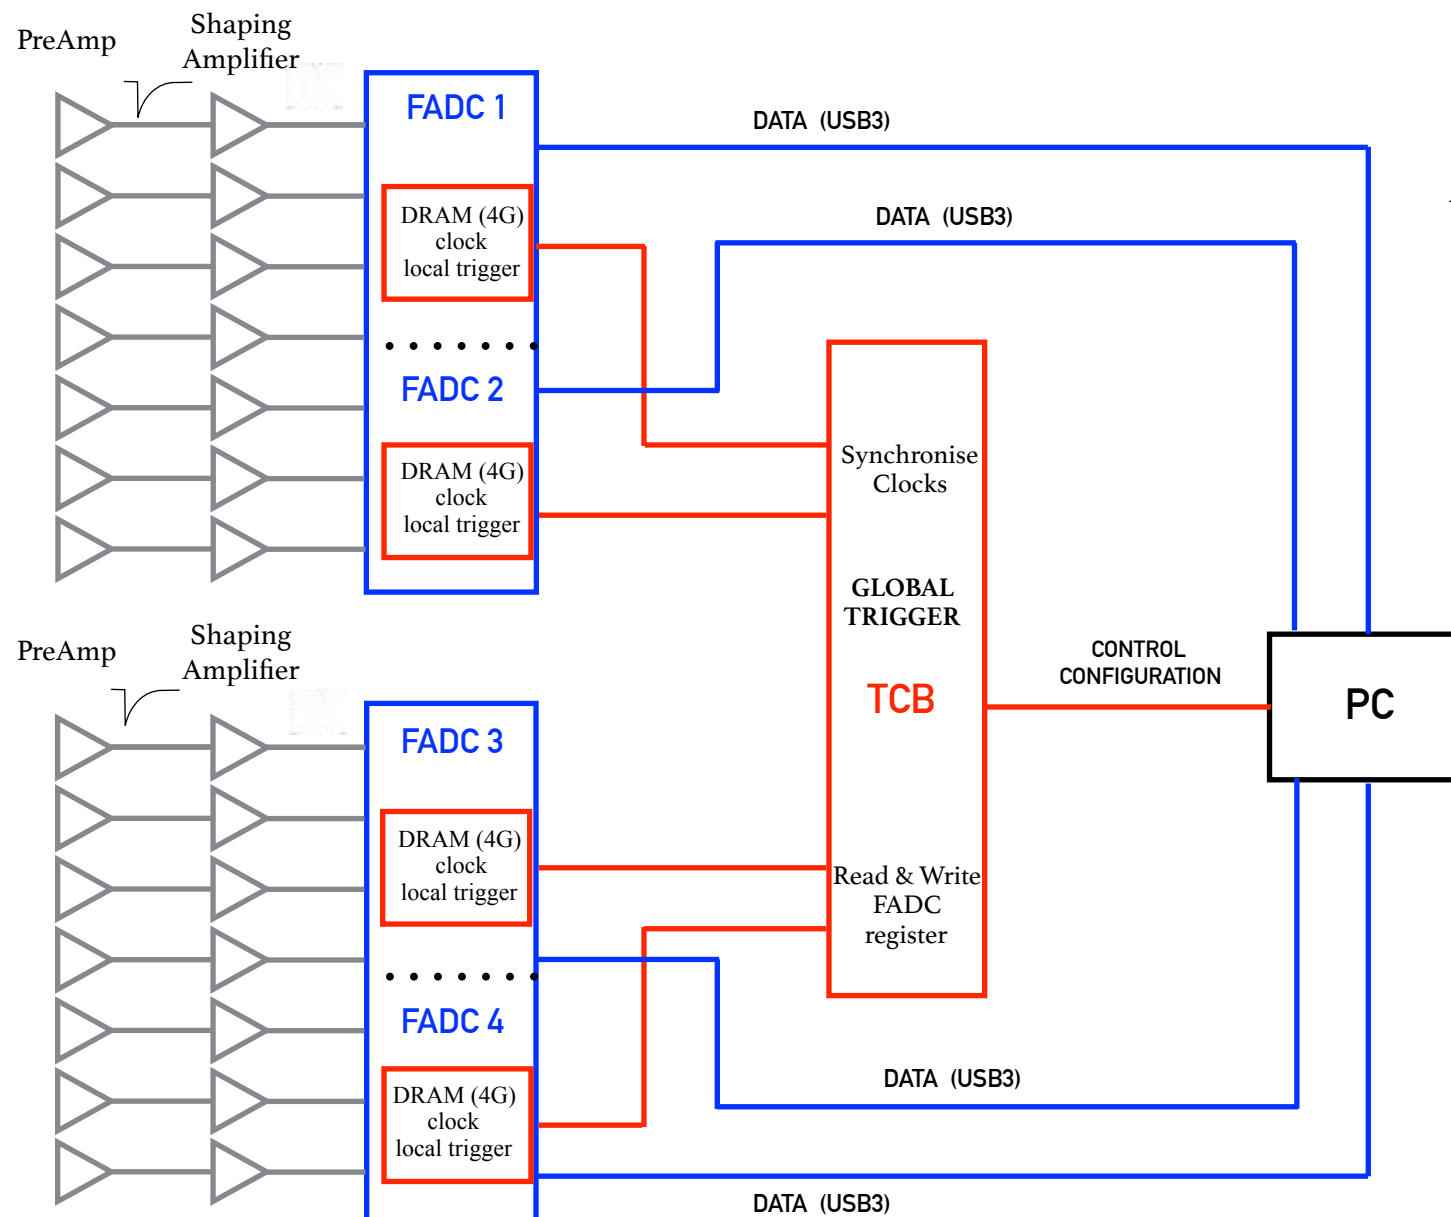 PreAmp
Shaping
Amplifier
FADC 1
DATA (USB3)
DRAM (4G)
clock
local trigger
DATA (USB3)
FADC 2
DRAM (4G)
clock
local trigger
Synchronise
Clocks
GLOBAL
TRIGGER
TCB
CONTROL
CONFIGURATION
PC
PreAmp
Shaping
Amplifier
FADC 3
DRAM (4G)
clock
local trigger
Read & Write
FADC
register
FADC 4
DATA (USB3)
DRAM (4G)
clock
local trigger
DATA (USB3)